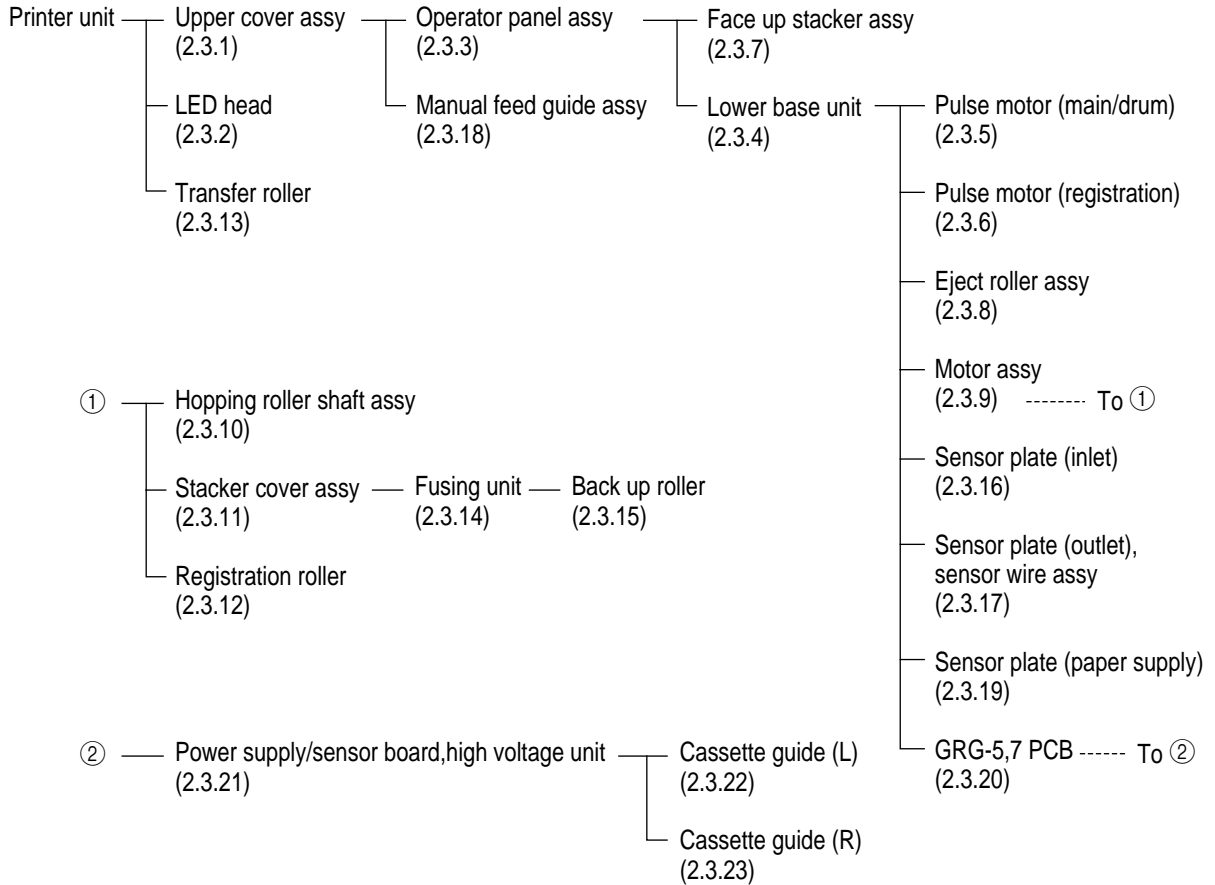 Printer unit
Upper cover assy
(2.3.1)
Operator panel assy
(2.3.3)
Face up stacker assy
(2.3.7)
LED head
(2.3.2)
Manual feed guide assy
(2.3.18)
Lower base unit
(2.3.4)
Pulse motor (main/drum)
(2.3.5)
Transfer roller
(2.3.13)
Pulse motor (registration)
(2.3.6)
Eject roller assy
(2.3.8)
Motor assy
(2.3.9) -------- To ①
① Hopping roller shaft assy
(2.3.10)
Sensor plate (inlet)
(2.3.16)
Stacker cover assy
(2.3.11)
Fusing unit
(2.3.14)
Back up roller
(2.3.15)
Sensor plate (outlet),
sensor wire assy
(2.3.17)
Registration roller
(2.3.12)
Sensor plate (paper supply)
(2.3.19)
② Power supply/sensor board,high voltage unit
(2.3.21)
Cassette guide (L)
(2.3.22)
GRG-5,7 PCB ------ To ②
(2.3.20)
Cassette guide (R)
(2.3.23)